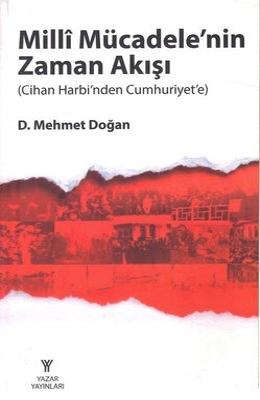 Millî Mücadele'nin
Zaman Akışı
(Cihan Harbi'nden Cumhuriyet'e)
D. Mehmet Doğan
YAZAR
YAYINLARI